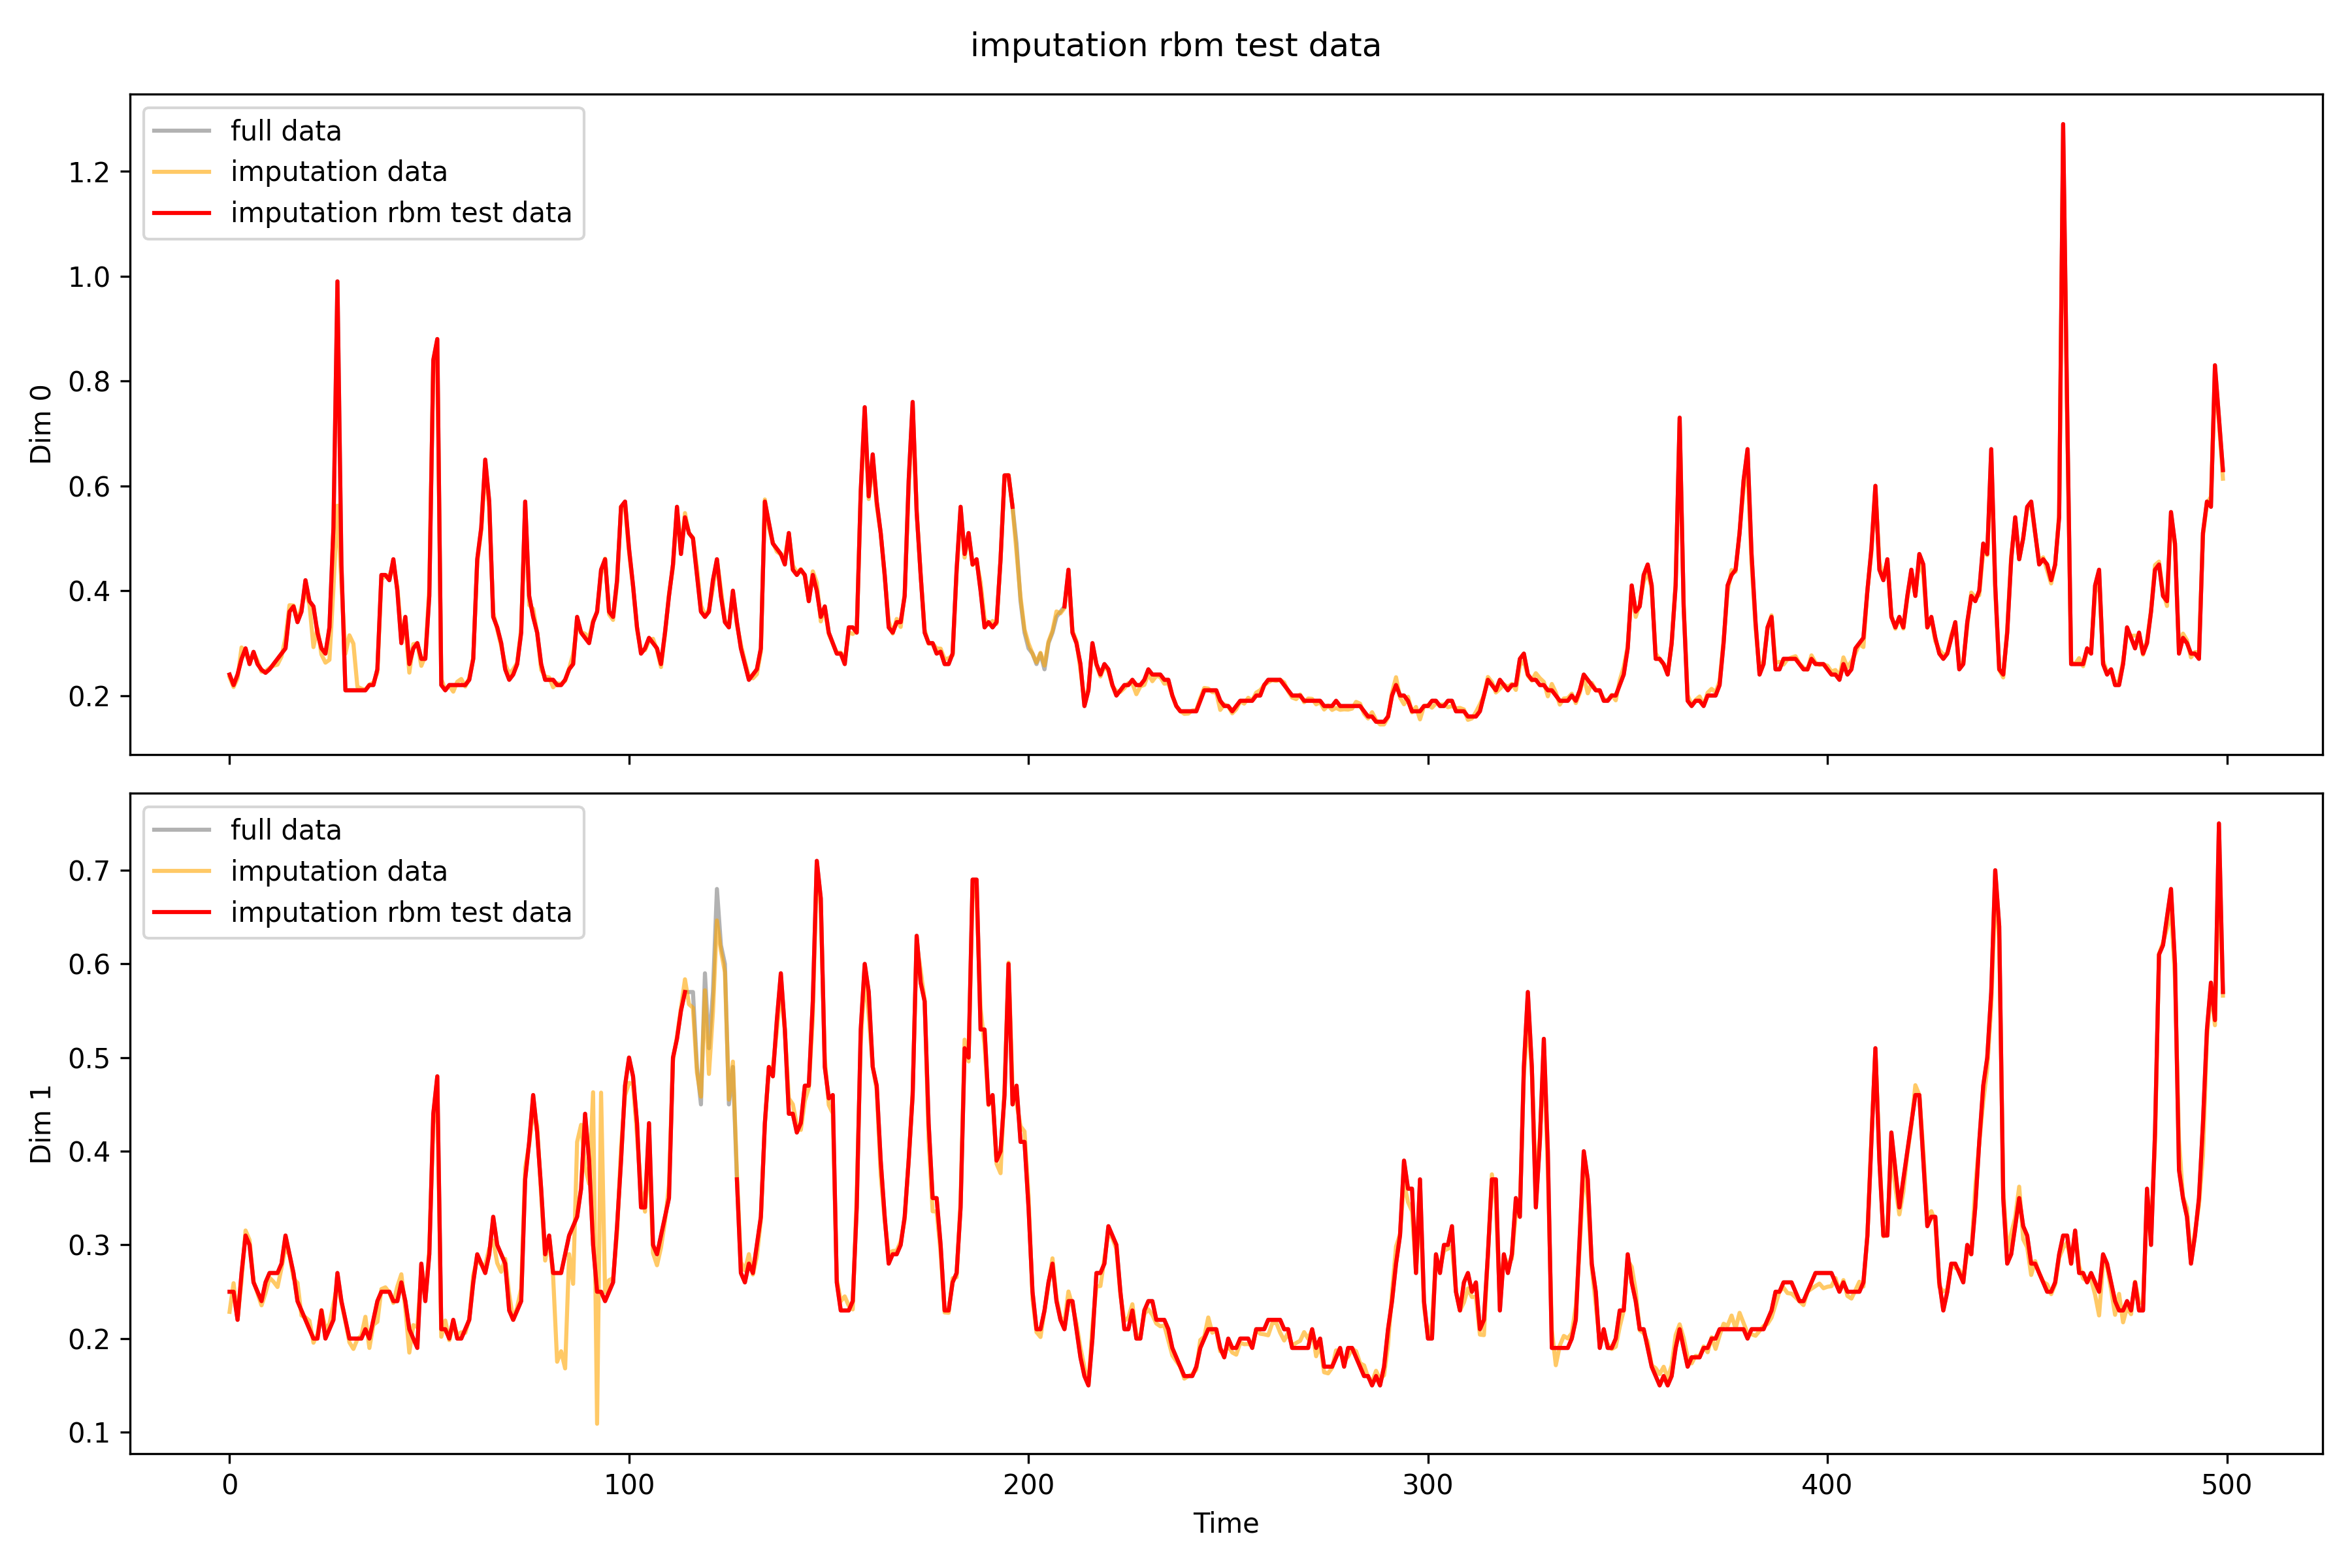 imputation rbm test data
full data
imputation data
imputation rbm test data
1.2
1.0
0.8
0.6
0.4
0.2
Dim 0
full data
imputation data
imputation rbm test data
0.7
0.6
0.5
0.4
0.3
0.2
0.1
Dim 1
0 100 200 300 400 500
Time